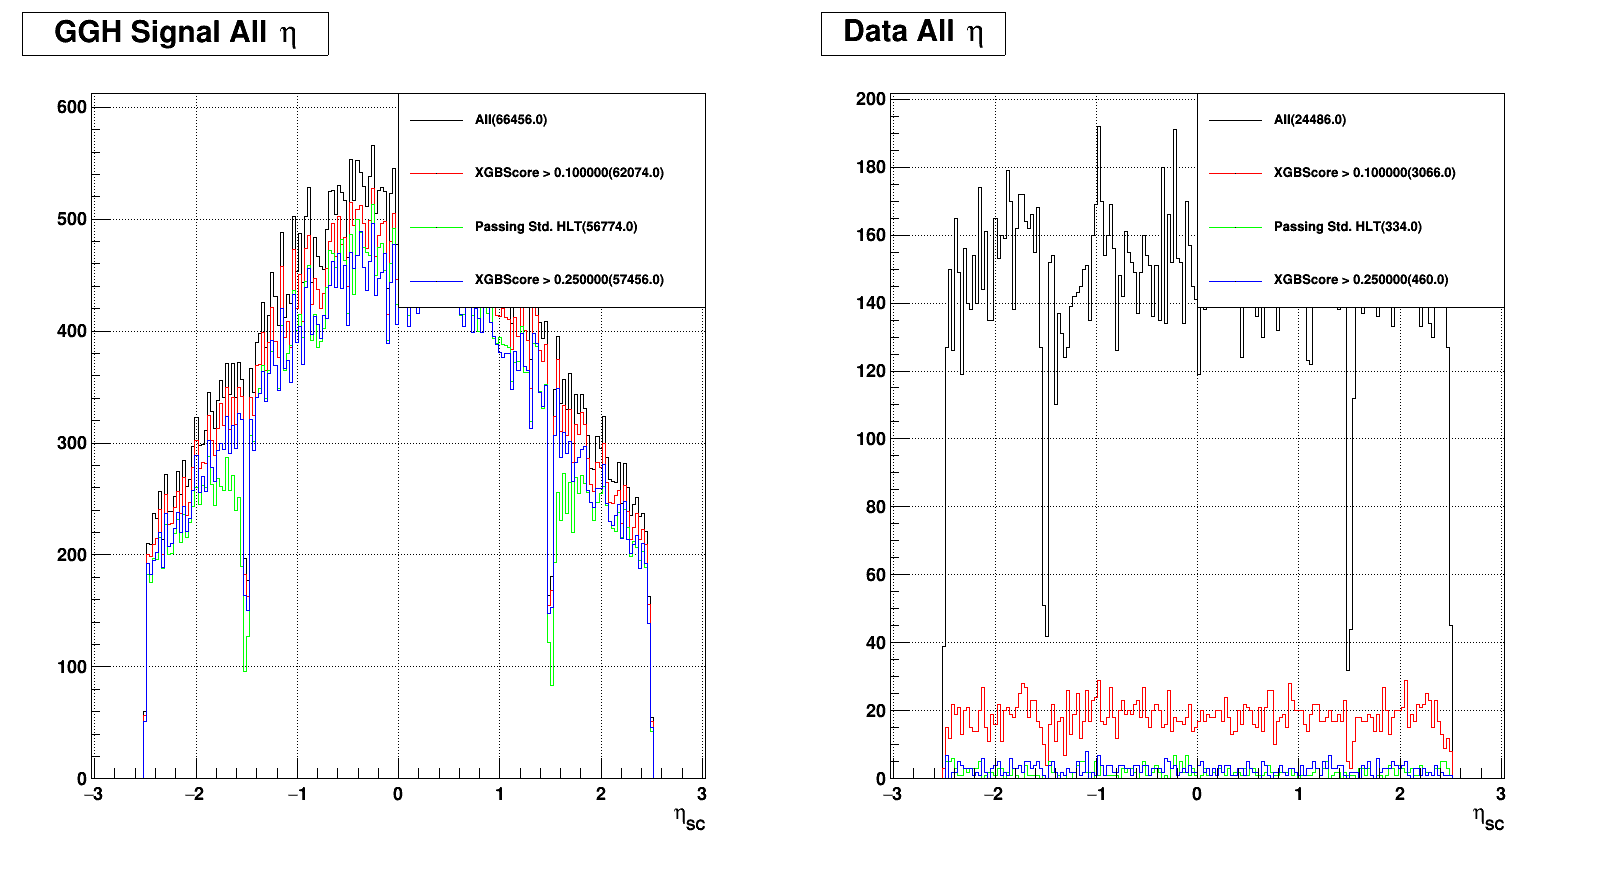 GGH Signal All η
600
500
400
300
200
100
0
−3
−2
−1
0
1
2
3
η_SC
All(66456.0)
XGBScore > 0.100000(62074.0)
Passing Std. HLT(56774.0)
XGBScore > 0.250000(57456.0)
Data All η
200
180
160
140
120
100
80
60
40
20
0
−3
−2
−1
0
1
2
3
η_SC
All(24486.0)
XGBScore > 0.100000(3066.0)
Passing Std. HLT(334.0)
XGBScore > 0.250000(460.0)